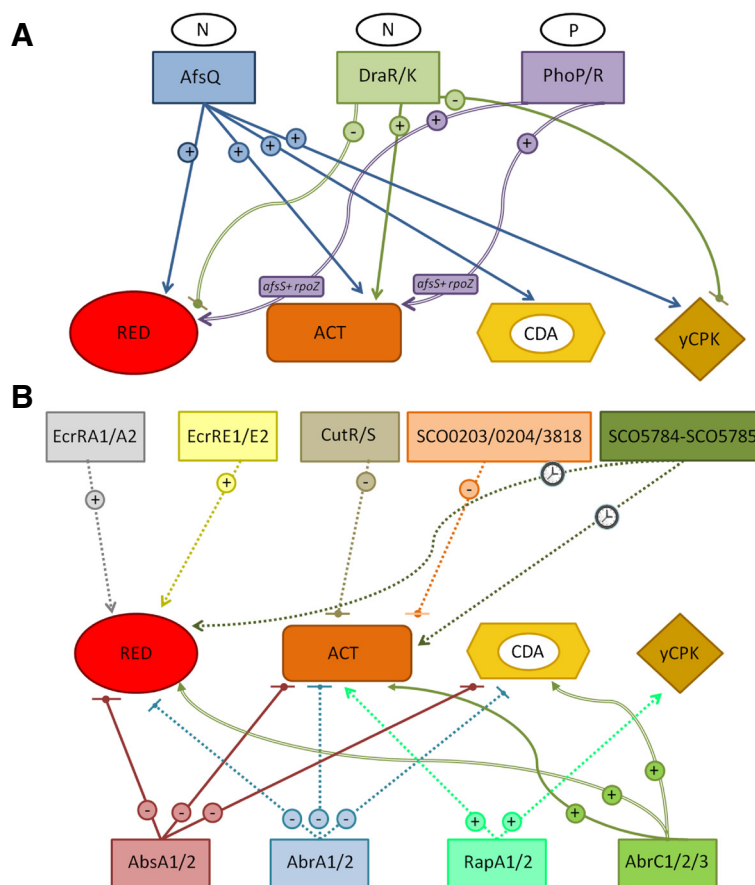 A
N N P
AfsQ DraR/K PhoP/R
-
+ - + + +
+ + +
afsS+rpoZ afsS+rpoZ
RED ACT CDA yCPK
B
EcrRA1/A2 EcrRE1/E2 CutR/S SCO0203/0204/3818 SCO5784-SCO5785
+ + - -
RED ACT CDA yCPK
+
+
- - - - - - + + +
AbsA1/2 AbrA1/2 RapA1/2 AbrC1/2/3